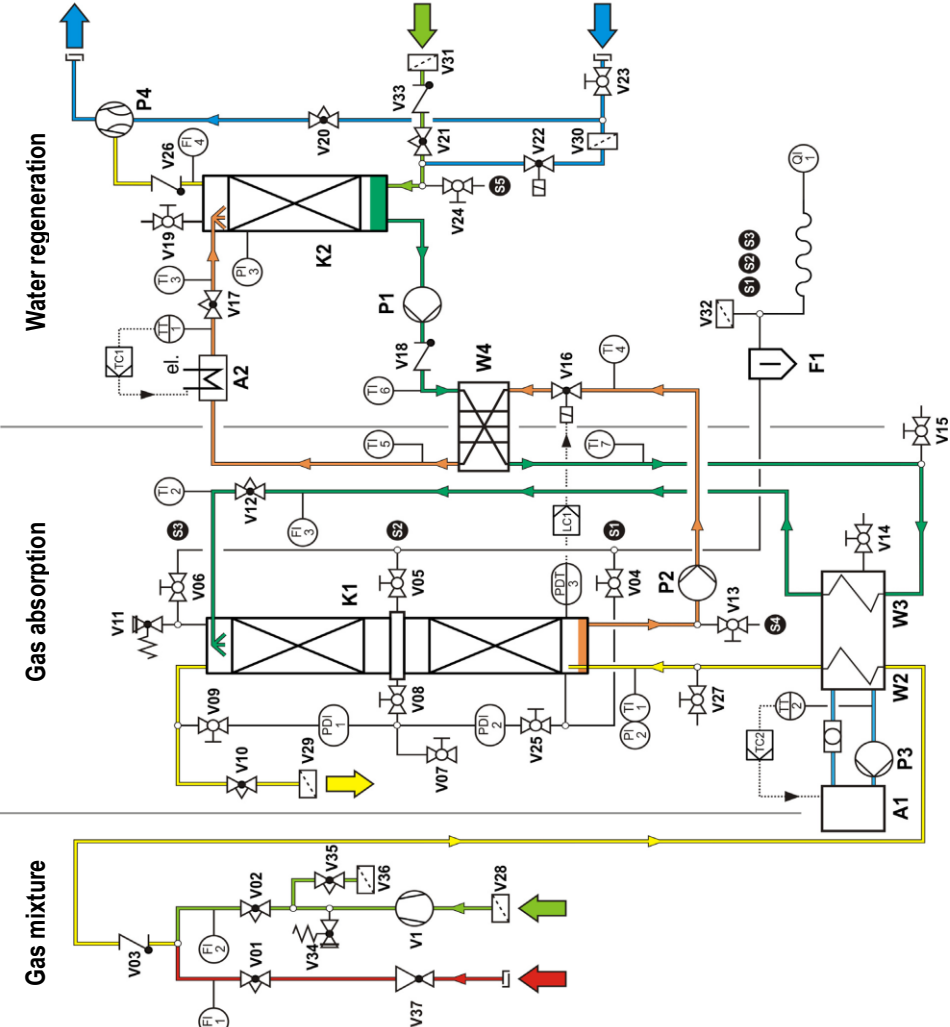 Gas mixture
V03
FI
1
FI
2
V01
V02
V34
V35
V36
V37
V1
V28
Gas absorption
V11
V06
S3
TI
2
V12
FI
3
V09
V10
V29
PDI
1
V08
V07
K1
V05
S2
PDI
2
V25
PDT
3
LC1
V04
S1
PI
2
TI
1
V27
P2
V13
S4
TC2
TT
2
A1
P3
W2
W3
V14
Water regeneration
P4
V26
FI
4
V19
TI
3
PI
3
V17
TT
1
TC1
el.
A2
K2
V20
V31
V33
V21
V24
S5
V22
V30
V23
P1
V18
TI
6
TI
5
W4
V16
TI
4
TI
7
V32
S1
S2
S3
QI
1
F1
V15